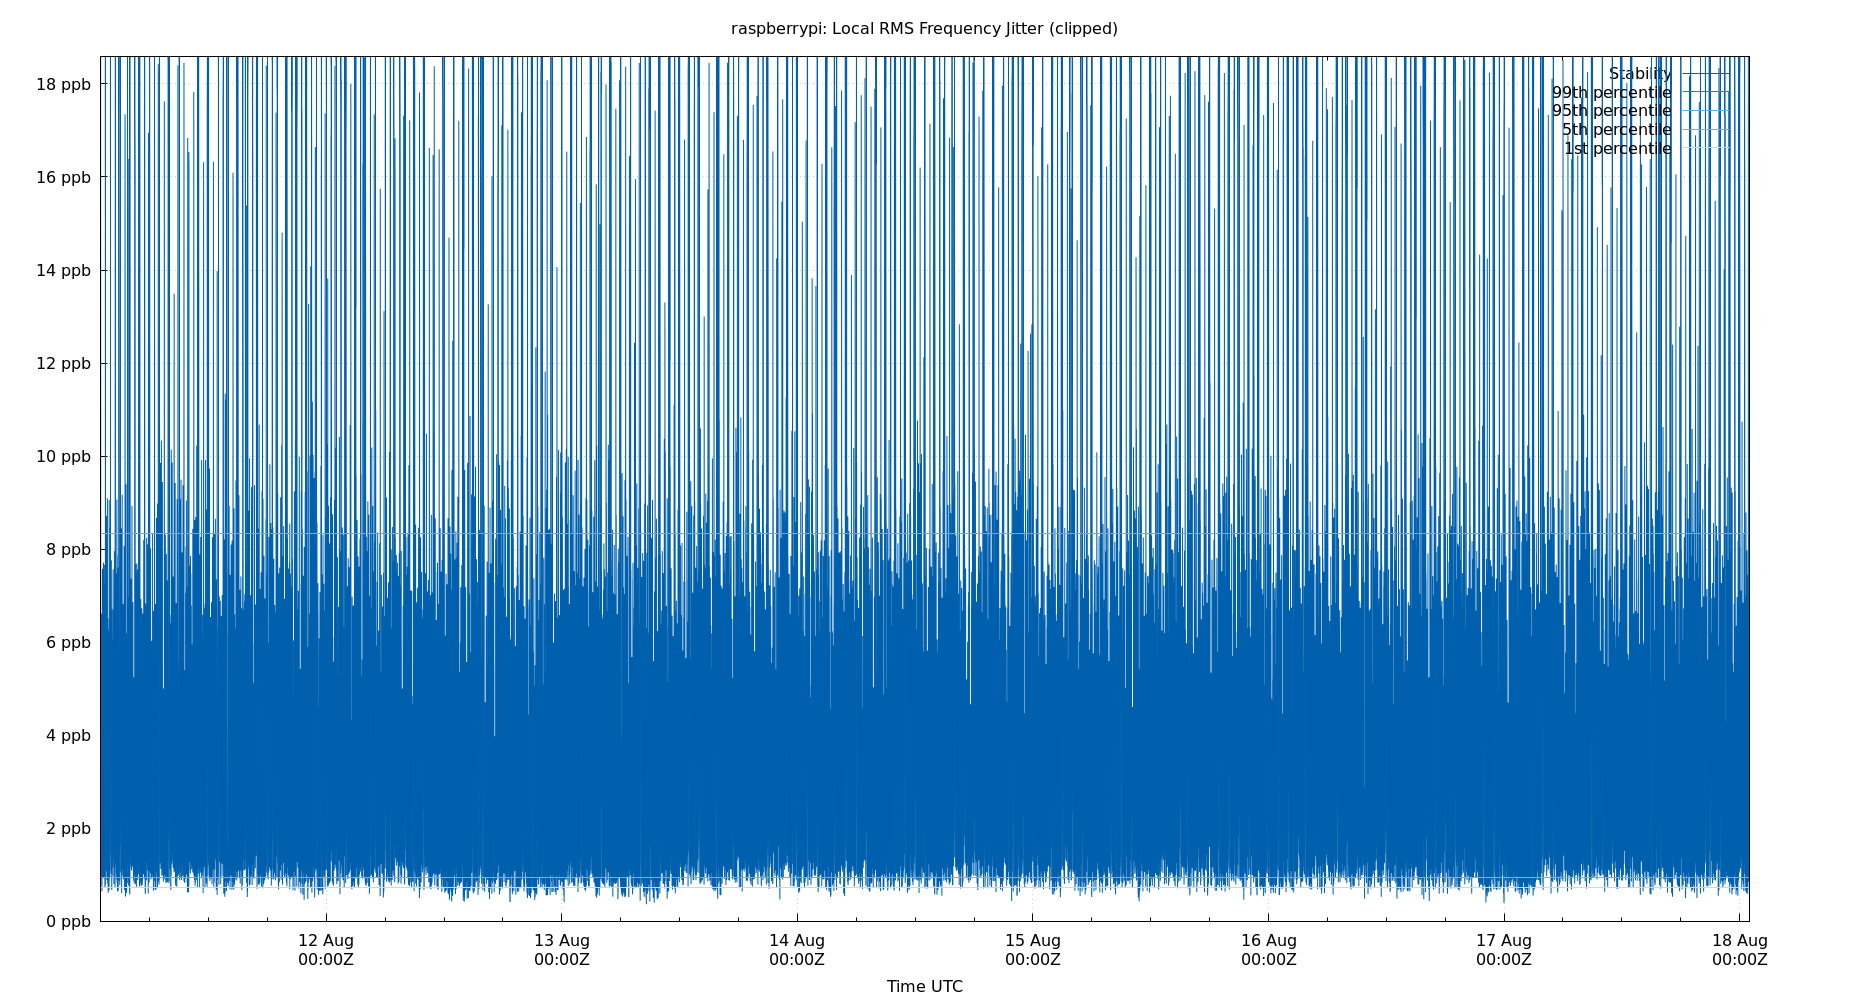 raspberrypi: Local RMS Frequency Jitter (clipped)
18 ppb
16 ppb
14 ppb
12 ppb
10 ppb
8 ppb
6 ppb
4 ppb
2 ppb
0 ppb
Stability
99th percentile
95th percentile
5th percentile
1st percentile
12 Aug
00:00Z
13 Aug
00:00Z
14 Aug
00:00Z
15 Aug
00:00Z
16 Aug
00:00Z
17 Aug
00:00Z
18 Aug
00:00Z
Time UTC